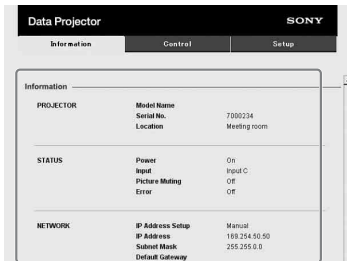 Data Projector
SONY
Information Control Setup
Information
PROJECTOR Model Name
Serial No. 7000234
Location Meeting room
STATUS Power On
Input Input C
Picture Muting Off
Error Off
NETWORK IP Address Setup Manual
IP Address 169.254.50.50
Subnet Mask 255.255.0.0
Default Gateway